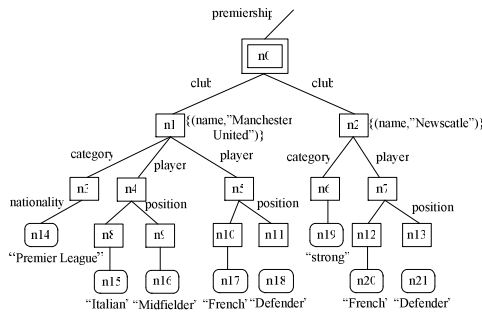 premiership
n0
club club
n1 {(name,"Manchester
United")}
n2 {(name,"Newscatle")}
category player player category player
n3 n4 n5 n6 n7
nationality position position position
n14 n8 n9 n10 n11 n19 n12 n13
"Premier League" "strong"
n15 n16 n17 n18 n20 n21
"Italian' "Midfielder' "French' "Defender' "French' "Defender'